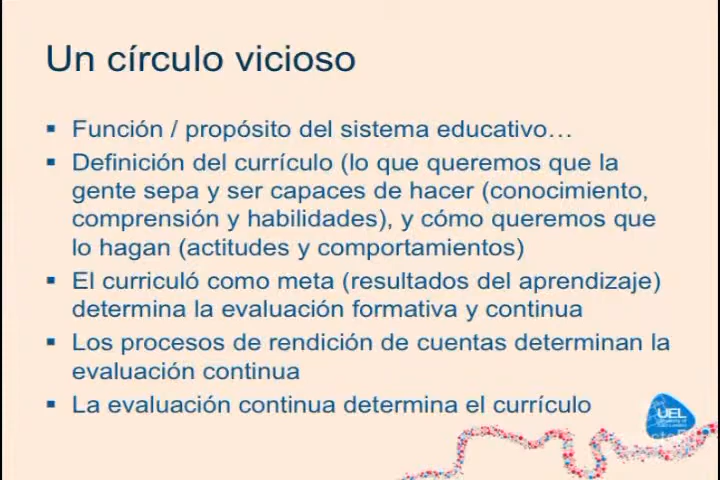 Un círculo vicioso
Función / propósito del sistema educativo…
Definición del currículo (lo que queremos que la
gente sepa y ser capaces de hacer (conocimiento,
comprensión y habilidades), y cómo queremos que
lo hagan (actitudes y comportamientos)
El curriculó como meta (resultados del aprendizaje)
determina la evaluación formativa y continua
Los procesos de rendición de cuentas determinan la
evaluación continua
La evaluación continua determina el currículo
UEL